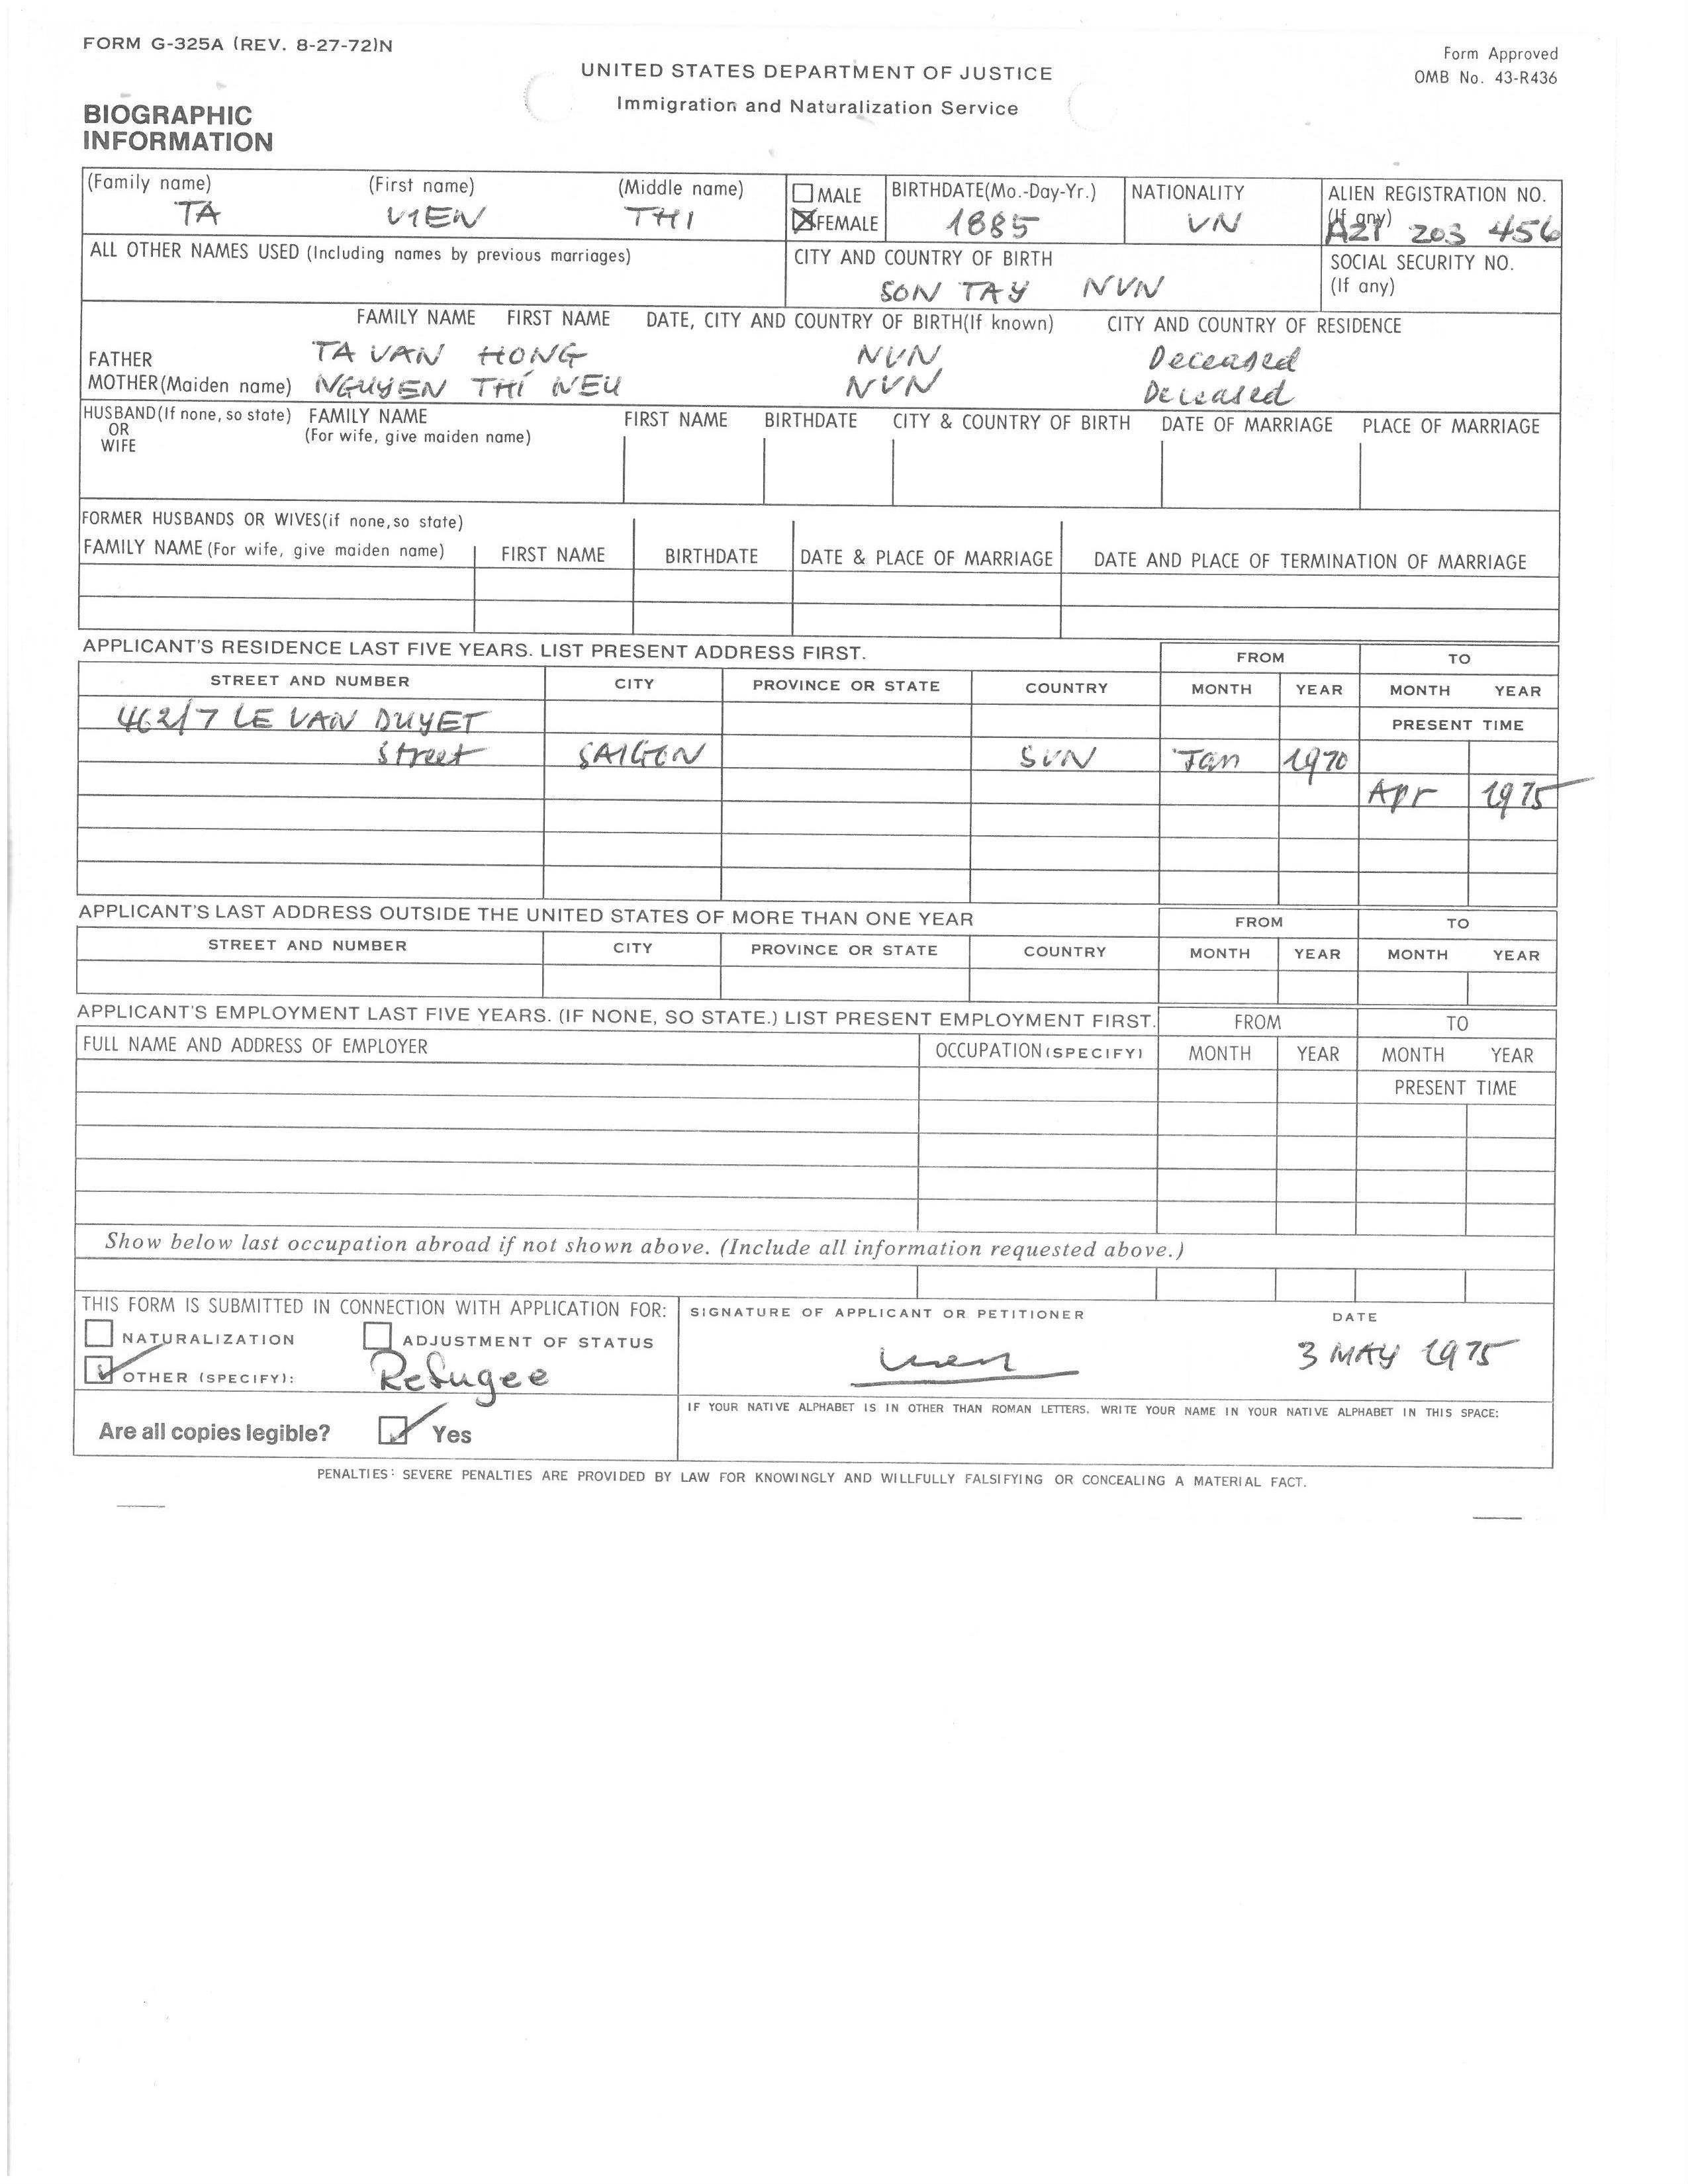 FORM G-325A (REV. 8-27-72)N
Form Approved
OMB No. 43-R436
UNITED STATES DEPARTMENT OF JUSTICE
Immigration and Naturalization Service
BIOGRAPHIC
INFORMATION
(Family name) (First name) (Middle name) MALE BIRTHDATE(Mo.-Day-Yr.) NATIONALITY ALIEN REGISTRATION NO.
(If any)
TA VIEN THI FEMALE 1885 VN A21 203 456
ALL OTHER NAMES USED (Including names by previous marriages) CITY AND COUNTRY OF BIRTH SOCIAL SECURITY NO.
(If any)
SON TAY NVN
FAMILY NAME FIRST NAME DATE, CITY AND COUNTRY OF BIRTH(If known) CITY AND COUNTRY OF RESIDENCE
FATHER TA VAN HONG NVN Deceased
MOTHER(Maiden name) NGUYEN THÍ NEU NVN Deceased
HUSBAND(If none, so state) FAMILY NAME FIRST NAME BIRTHDATE CITY & COUNTRY OF BIRTH DATE OF MARRIAGE PLACE OF MARRIAGE
OR (For wife, give maiden name)
WIFE
FORMER HUSBANDS OR WIVES(if none,so state)
FAMILY NAME (For wife, give maiden name) FIRST NAME BIRTHDATE DATE & PLACE OF MARRIAGE DATE AND PLACE OF TERMINATION OF MARRIAGE
APPLICANT'S RESIDENCE LAST FIVE YEARS. LIST PRESENT ADDRESS FIRST. FROM TO
STREET AND NUMBER CITY PROVINCE OR STATE COUNTRY MONTH YEAR MONTH YEAR
462/7 LE VAN DUYET PRESENT TIME
Street SAIGON SVN Jan 1970
Apr 1975
APPLICANT'S LAST ADDRESS OUTSIDE THE UNITED STATES OF MORE THAN ONE YEAR FROM TO
STREET AND NUMBER CITY PROVINCE OR STATE COUNTRY MONTH YEAR MONTH YEAR
APPLICANT'S EMPLOYMENT LAST FIVE YEARS. (IF NONE, SO STATE.) LIST PRESENT EMPLOYMENT FIRST. FROM TO
FULL NAME AND ADDRESS OF EMPLOYER OCCUPATION (SPECIFY) MONTH YEAR MONTH YEAR
PRESENT TIME
Show below last occupation abroad if not shown above. (Include all information requested above.)
THIS FORM IS SUBMITTED IN CONNECTION WITH APPLICATION FOR: SIGNATURE OF APPLICANT OR PETITIONER DATE
NATURALIZATION ADJUSTMENT OF STATUS
Vien 3 MAY 1975
OTHER (SPECIFY): Refugee
IF YOUR NATIVE ALPHABET IS IN OTHER THAN ROMAN LETTERS, WRITE YOUR NAME IN YOUR NATIVE ALPHABET IN THIS SPACE:
Are all copies legible? Yes
PENALTIES: SEVERE PENALTIES ARE PROVIDED BY LAW FOR KNOWINGLY AND WILLFULLY FALSIFYING OR CONCEALING A MATERIAL FACT.